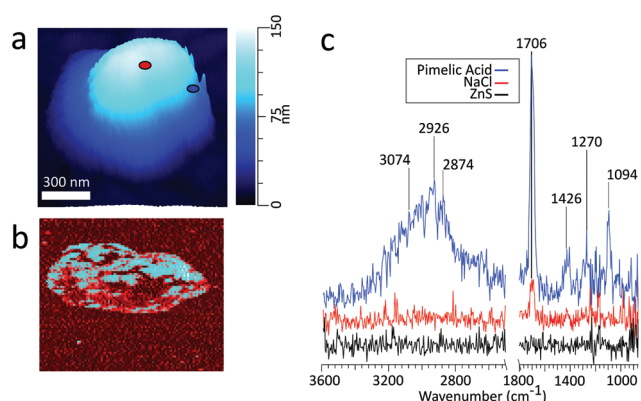 a
300 nm
150
75
0
nm
b
c
Pimelic Acid
NaCl
ZnS
1706
2926
3074
2874
1270
1426
1094
3600 3200 2800 1800 1400 1000
Wavenumber (cm-1)